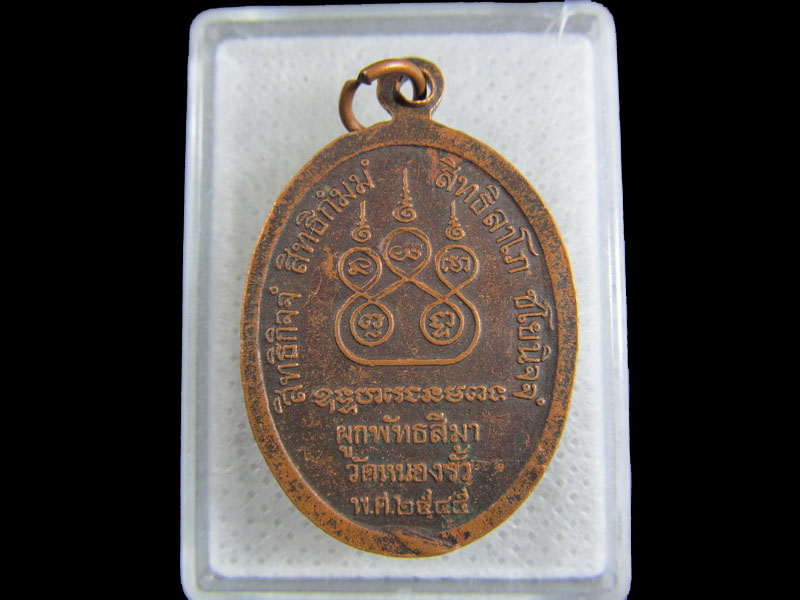 สิทธิกิจจํ สิทธิกัมมํ สิทธิลาโภ ชโยนิจจํ
ผูกพัทธสีมา
วัดหนองรั้ว
พ.ศ.๒๕๔๕